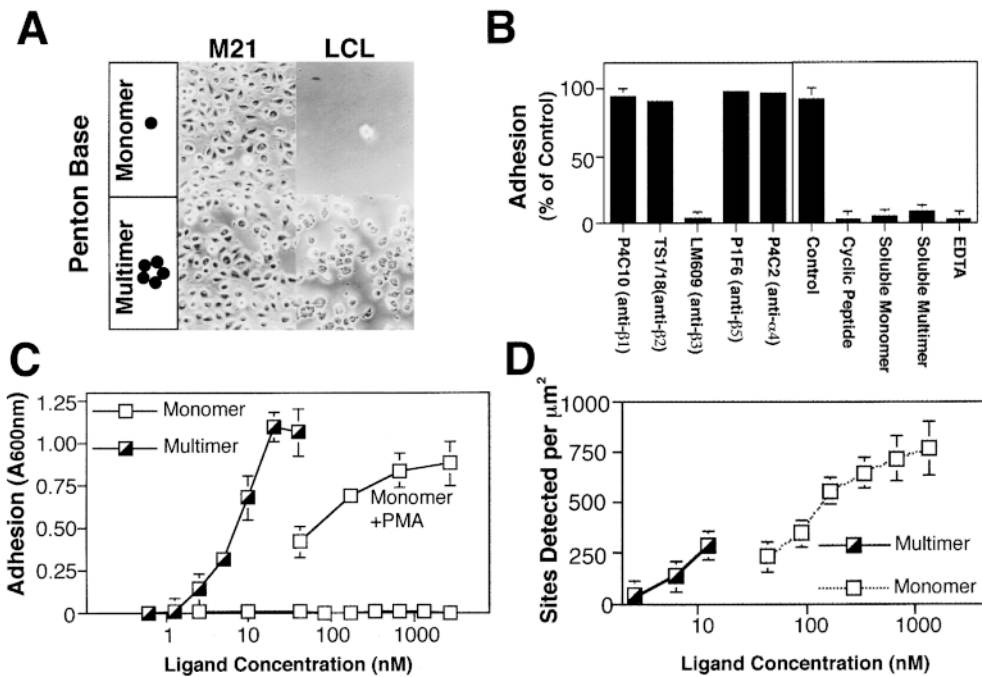 A
M21 LCL
Penton Base
Monomer
Multimer
B
Adhesion
(% of Control)
100
50
0
P4C10 (anti-β1)
TS1/18(anti-β2)
LM609 (anti-β3)
P1F6 (anti-β5)
P4C2 (anti-α4)
Control
Cyclic Peptide
Soluble Monomer
Soluble Multimer
EDTA
C
Adhesion (A600nm)
1.25
1.00
0.75
0.50
0.25
0
Monomer
Multimer
Monomer
+PMA
1 10 100 1000
Ligand Concentration (nM)
D
Sites Detected per μm²
1000
750
500
250
0
Multimer
Monomer
10 100 1000
Ligand Concentration (nM)